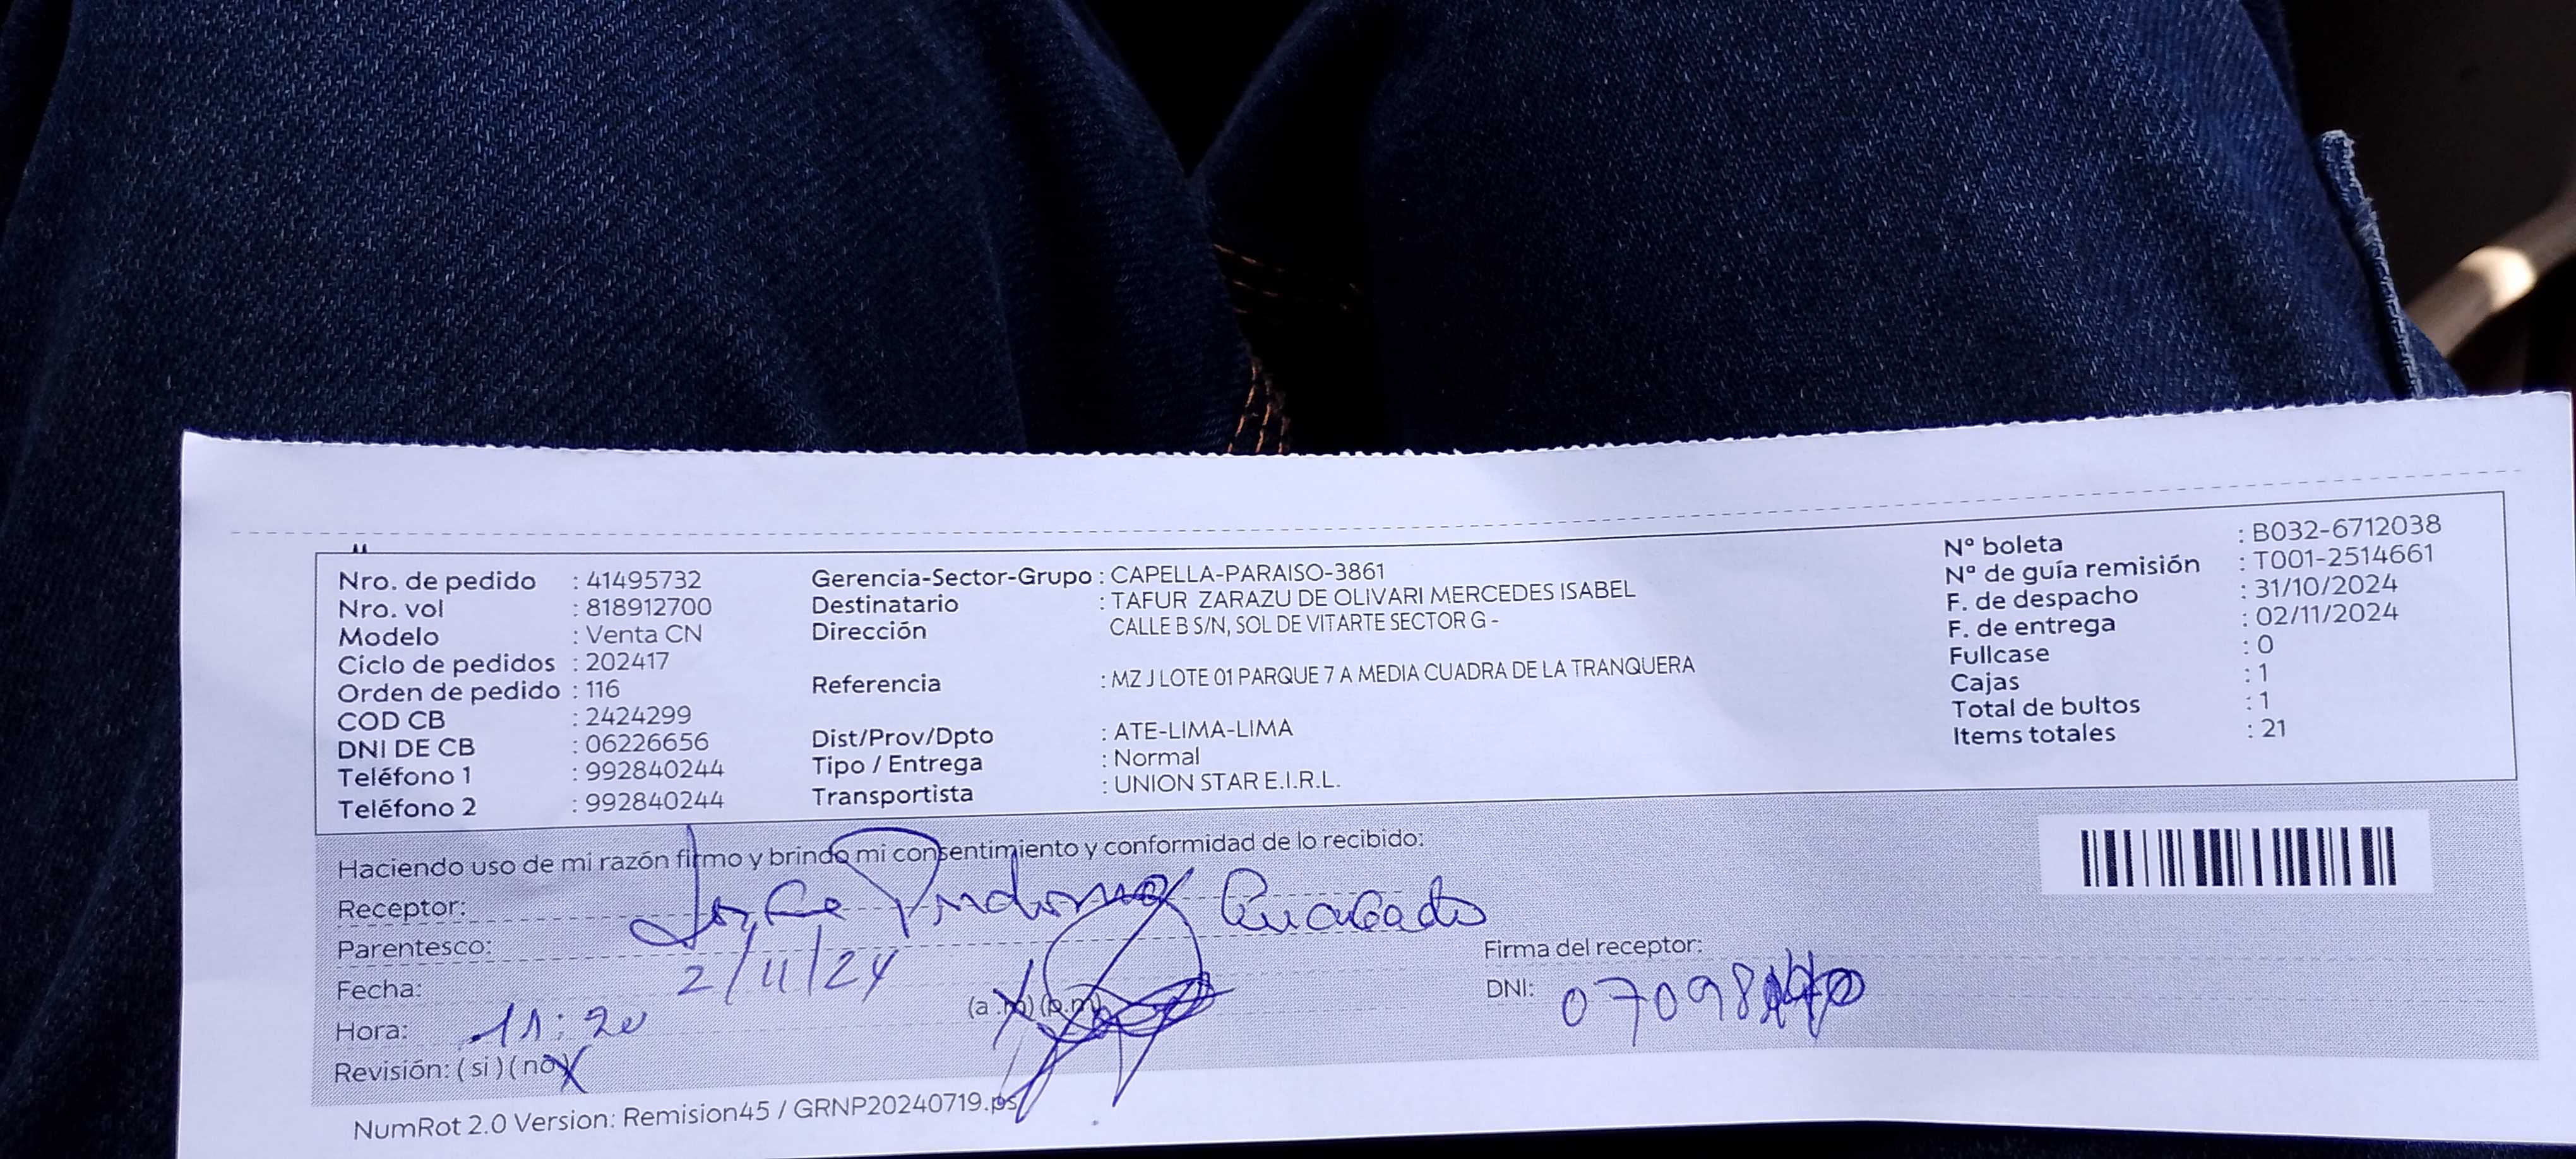 Nro. de pedido : 41495732
Nro. vol : 818912700
Modelo : Venta CN
Ciclo de pedidos : 202417
Orden de pedido : 116
COD CB : 2424299
DNI DE CB : 06226656
Teléfono 1 : 992840244
Teléfono 2 : 992840244
Gerencia-Sector-Grupo : CAPELLA-PARAISO-3861
Destinatario : TAFUR ZARAZU DE OLIVARI MERCEDES ISABEL
Dirección CALLE B S/N, SOL DE VITARTE SECTOR G -
Referencia : MZ J LOTE 01 PARQUE 7 A MEDIA CUADRA DE LA TRANQUERA
Dist/Prov/Dpto : ATE-LIMA-LIMA
Tipo / Entrega : Normal
Transportista : UNION STAR E.I.R.L.
Nº boleta : B032-6712038
Nº de guía remisión : T001-2514661
F. de despacho : 31/10/2024
F. de entrega : 02/11/2024
Fullcase : 0
Cajas : 1
Total de bultos : 1
Items totales : 21
Haciendo uso de mi razón firmo y brindo mi consentimiento y conformidad de lo recibido:
Receptor: Jorge
Parentesco:
Fecha: 2/11/24
Hora: 11:20 (a.m) (p.m)
Revisión: ( si ) ( no X
Firma del receptor:
DNI: 07098
NumRot 2.0 Version: Remision45 / GRNP20240719.ps